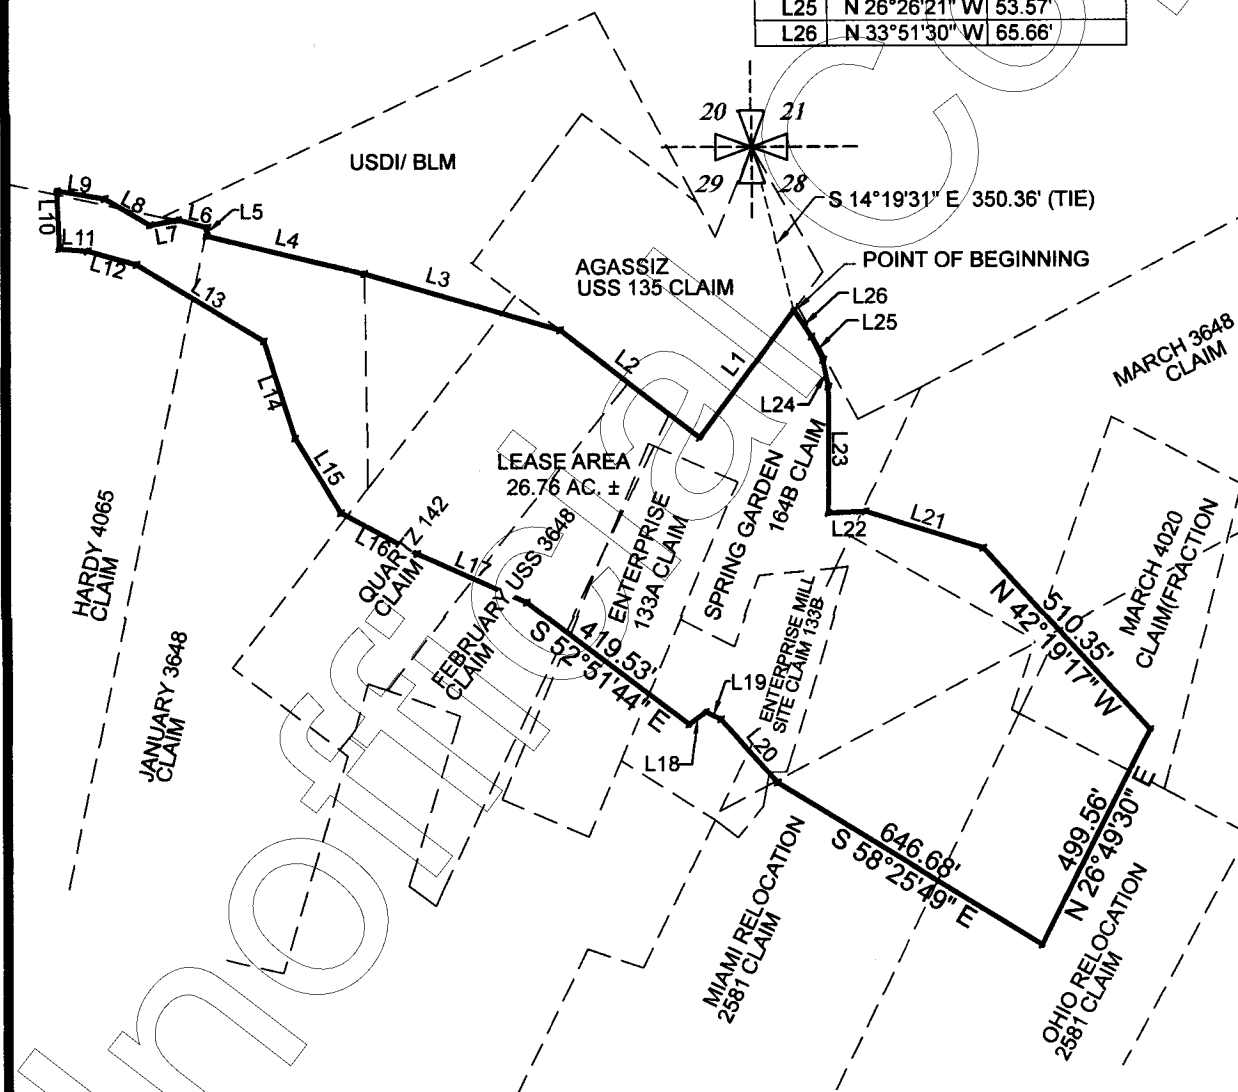 L25 N 26°26'21" W 53.57'
L26 N 33°51'30" W 65.66'
20 21
29 28
USDI/ BLM
S 14°19'31" E 350.36' (TIE)
POINT OF BEGINNING
L9
L8
L7
L6
L5
L10
L11
L12
L4
L3
L13
AGASSIZ
USS 135 CLAIM
L26
L25
L2
L1
L24
MARCH 3648
CLAIM
L14
L15
L23
LEASE AREA
26.76 AC. ±
L22
L21
HARDY 4065
CLAIM
L16
QUARTZ 142
CLAIM
L17
FEBRUARY USS 3648
CLAIM
ENTERPRISE
133A CLAIM
SPRING GARDEN
164B CLAIM
MARCH 4020
CLAIM(FRACTION
510.35'
N 42°19'17" W
419.53'
S 52°51'44" E
ENTERPRISE MILL
SITE CLAIM 133B
JANUARY 3648
CLAIM
L19
L18
L20
499.56'
N 26°49'30" E
646.68'
S 58°25'49" E
MIAMI RELOCATION
2581 CLAIM
OHIO RELOCATION
2581 CLAIM